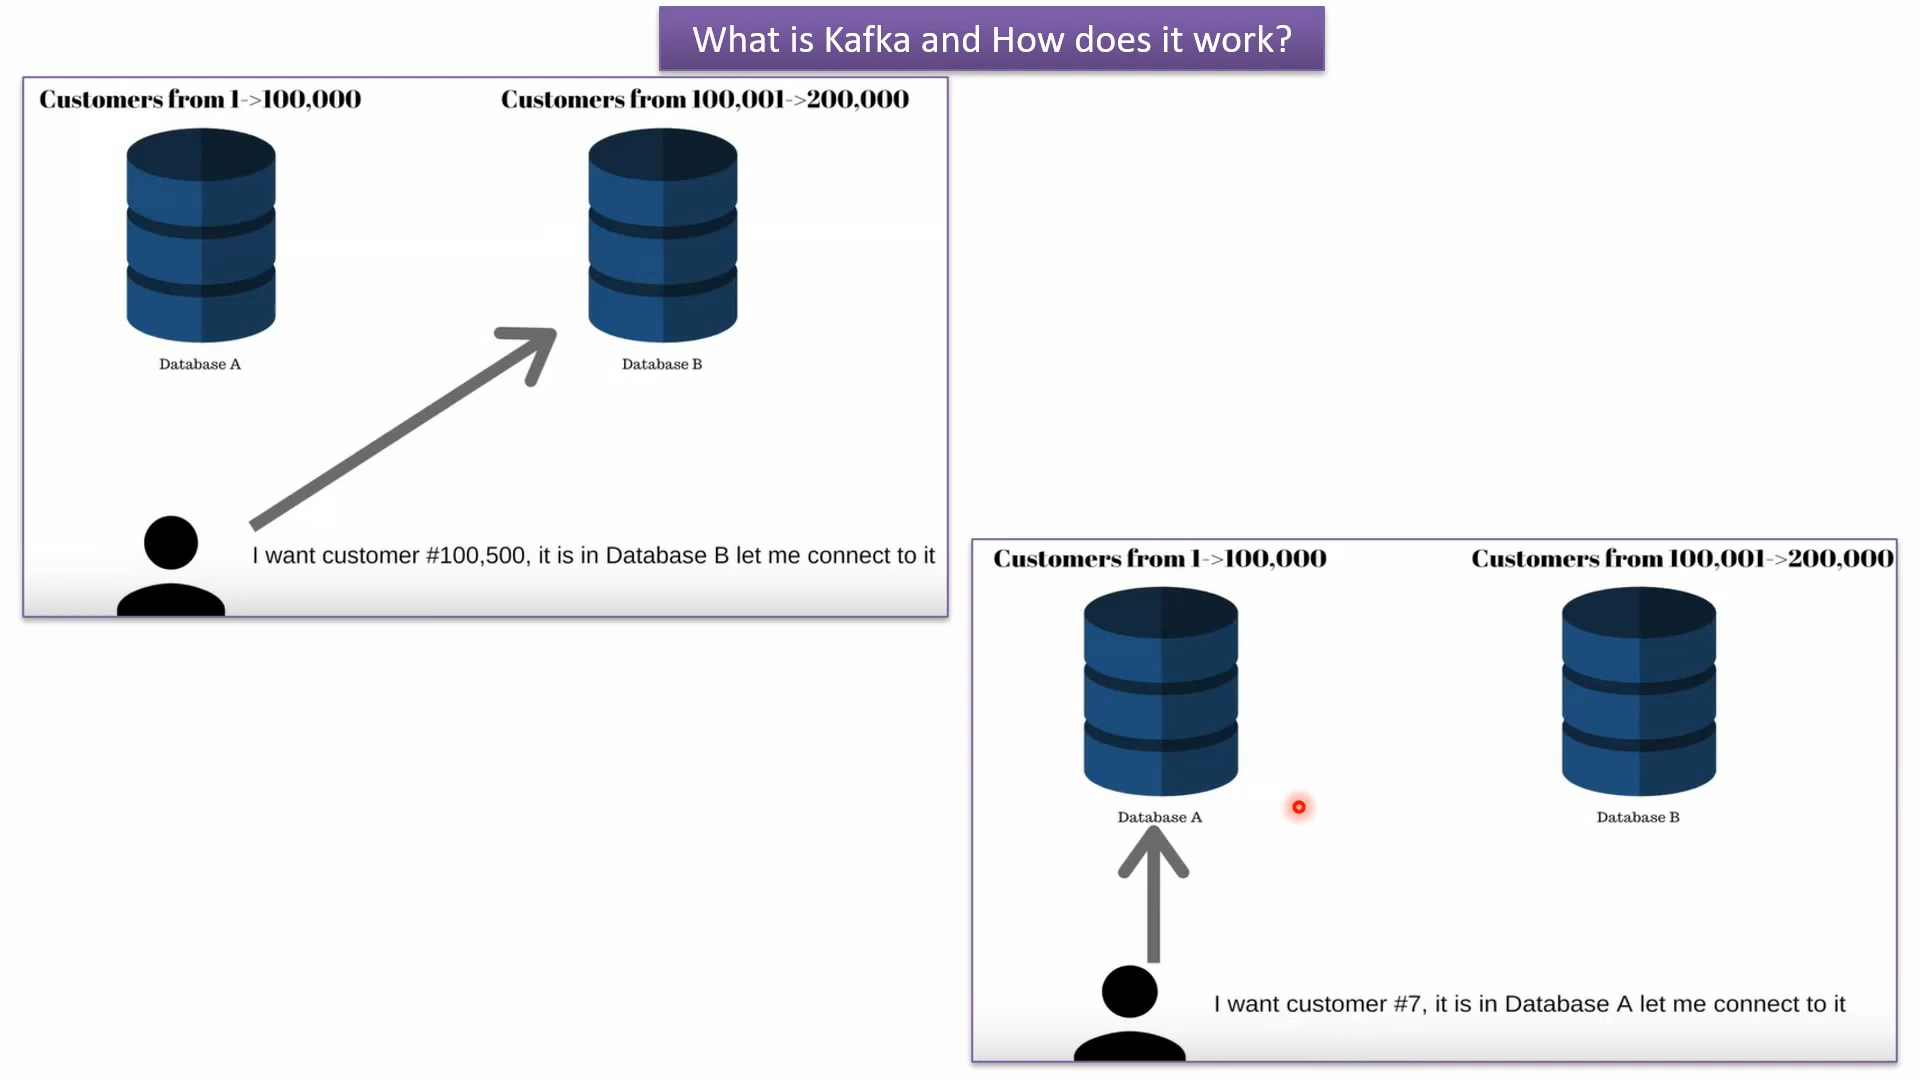 What is Kafka and How does it work?
Customers from 1->100,000
Customers from 100,001->200,000
Database A
Database B
I want customer #100,500, it is in Database B let me connect to it
Customers from 1->100,000
Customers from 100,001->200,000
Database A
Database B
I want customer #7, it is in Database A let me connect to it